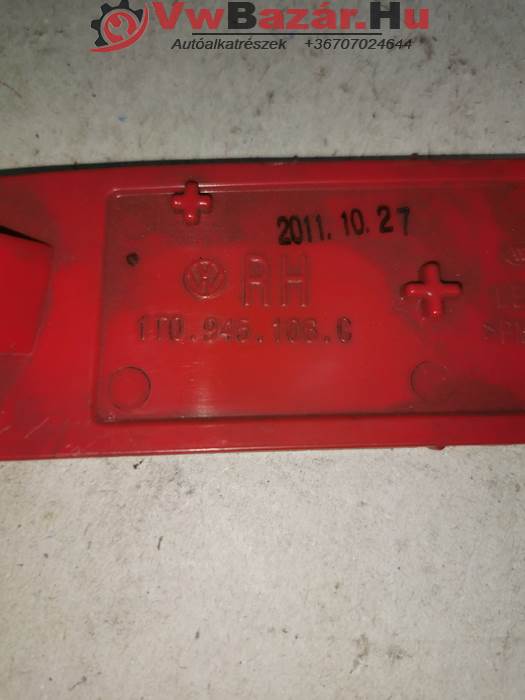 VwBazár.Hu
Autóalkatrészek +36707024644
2011.10.27
RH
1T0.945.106.C